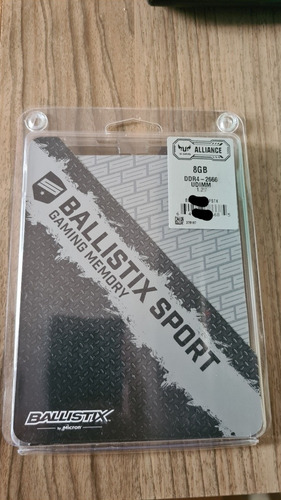 ALLIANCE
8GB
DDR4-2666
UDIMM
BALLISTIX SPORT
GAMING MEMORY
BALLISTIX
by Micron